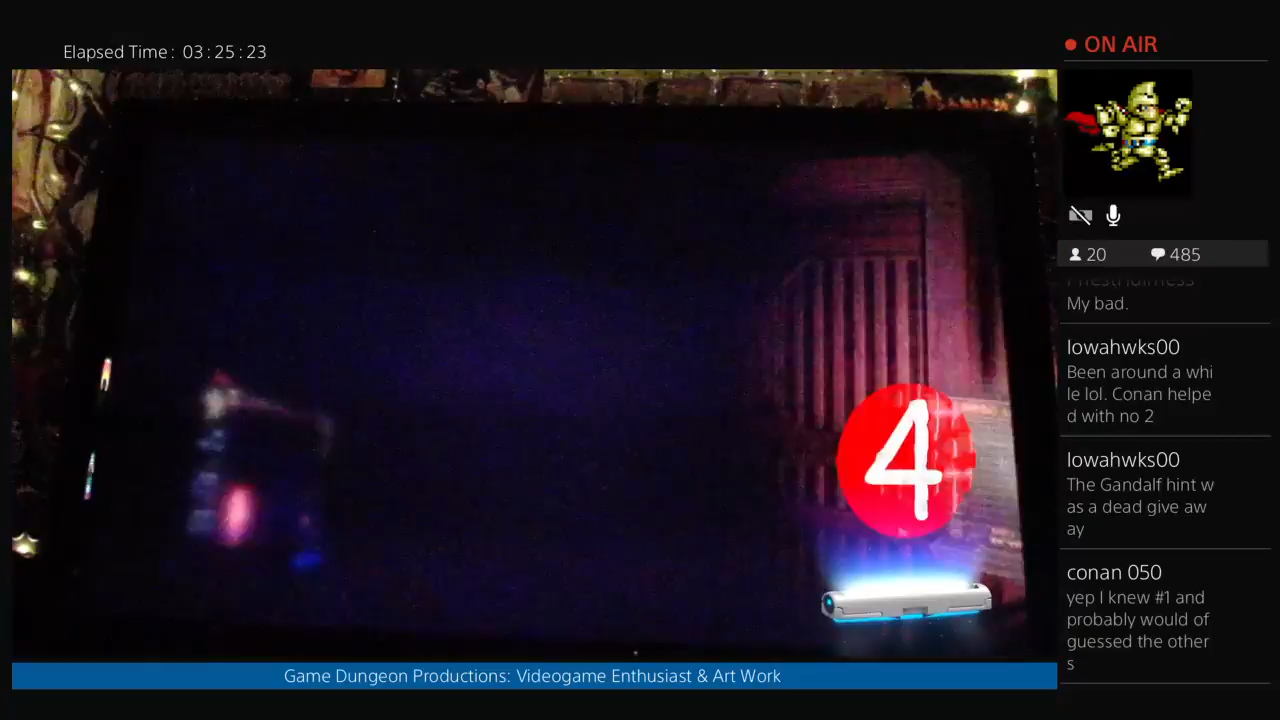 Elapsed Time: 03:25:23
ON AIR
20
485
My bad.
Iowahwks00
Been around a whi
le lol. Conan helpe
d with no 2
Iowahwks00
The Gandalf hint w
as a dead give aw
ay
conan 050
yep I knew #1 and
probably would of
guessed the other
s
4
Game Dungeon Productions: Videogame Enthusiast & Art Work